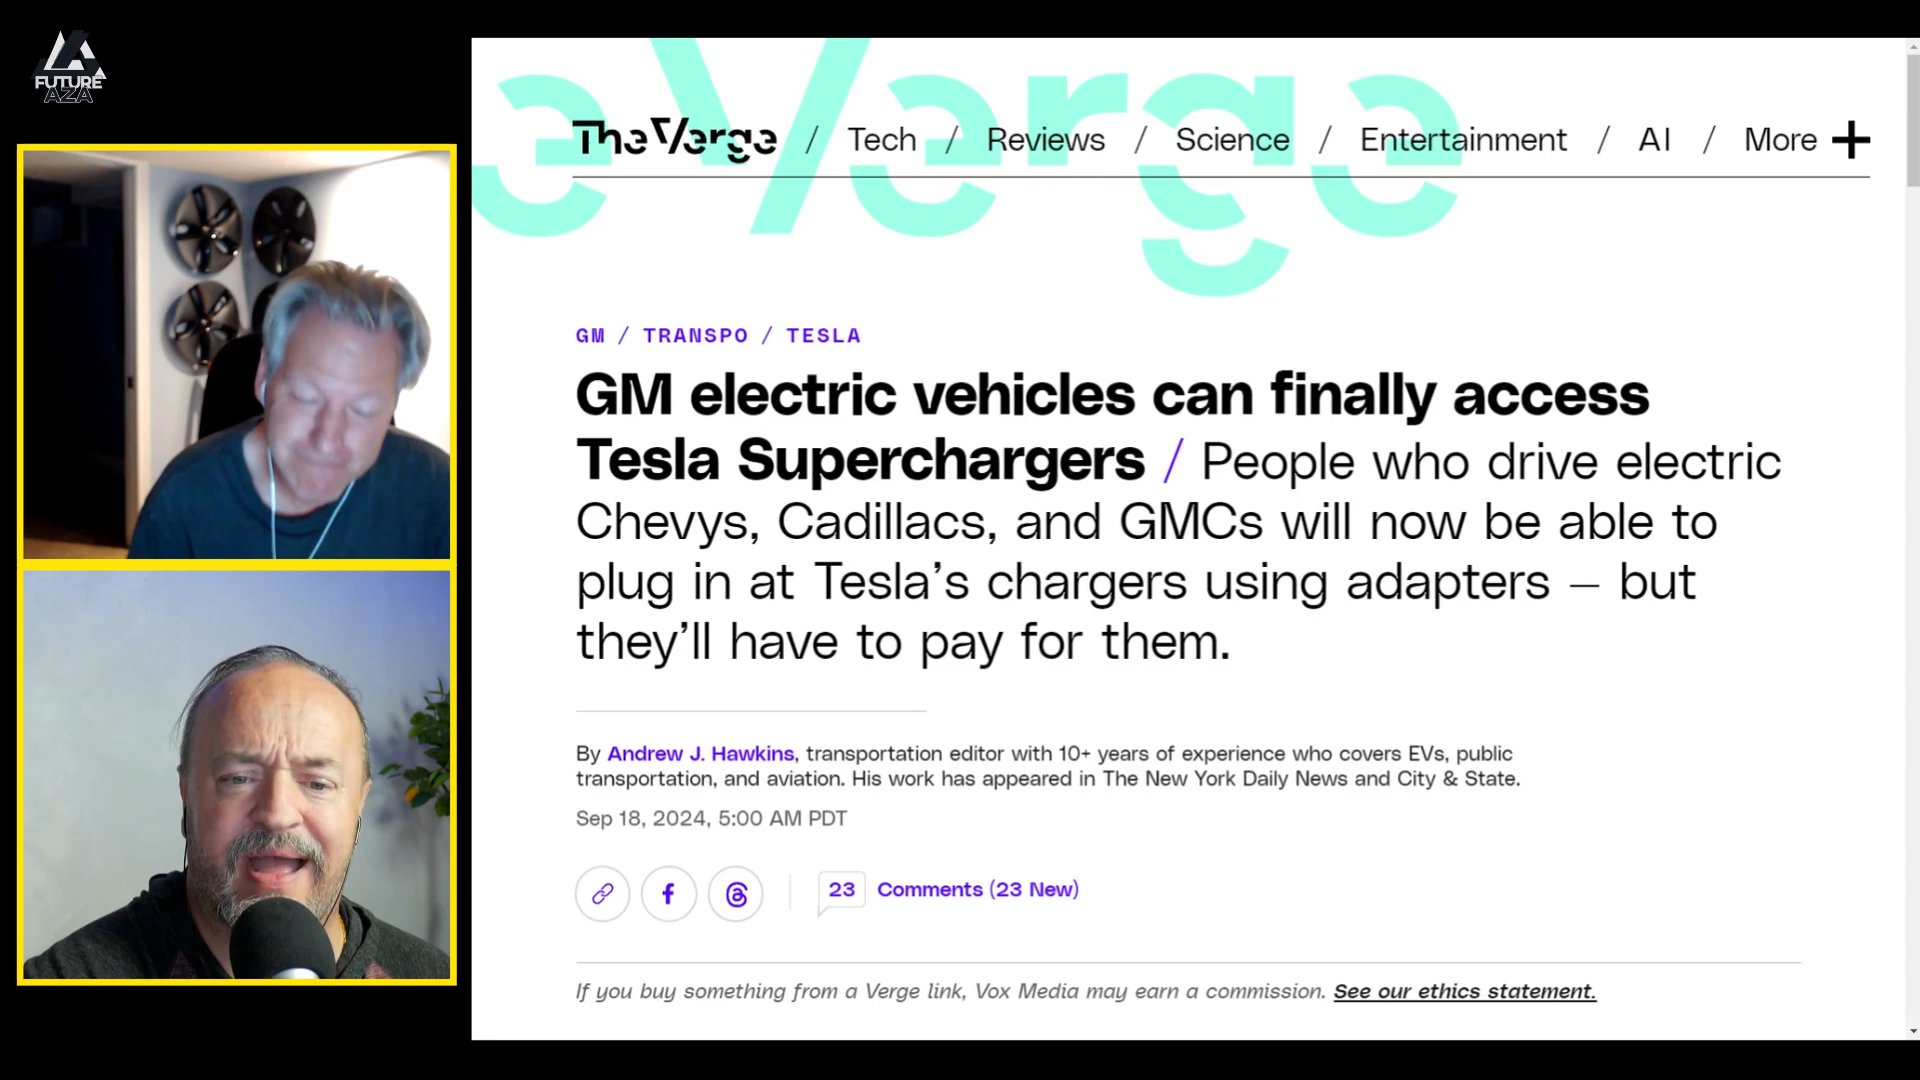 FUTURE
AZA
e Verge
TheVerge / Tech / Reviews / Science / Entertainment / AI / More
GM / TRANSPO / TESLA
GM electric vehicles can finally access
Tesla Superchargers / People who drive electric
Chevys, Cadillacs, and GMCs will now be able to
plug in at Tesla’s chargers using adapters — but
they’ll have to pay for them.
By Andrew J. Hawkins, transportation editor with 10+ years of experience who covers EVs, public
transportation, and aviation. His work has appeared in The New York Daily News and City & State.
Sep 18, 2024, 5:00 AM PDT
23 Comments (23 New)
If you buy something from a Verge link, Vox Media may earn a commission. See our ethics statement.